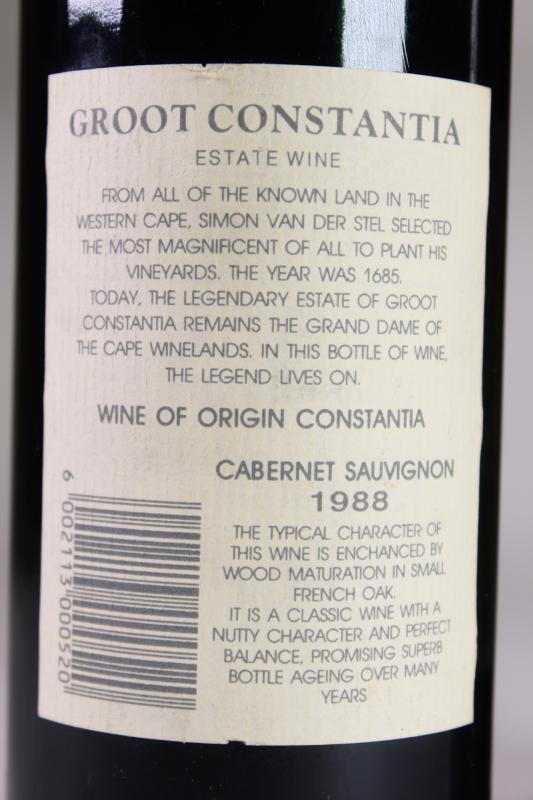 GROOT CONSTANTIA
ESTATE WINE
FROM ALL OF THE KNOWN LAND IN THE
WESTERN CAPE, SIMON VAN DER STEL SELECTED
THE MOST MAGNIFICENT OF ALL TO PLANT HIS
VINEYARDS. THE YEAR WAS 1685.
TODAY, THE LEGENDARY ESTATE OF GROOT
CONSTANTIA REMAINS THE GRAND DAME OF
THE CAPE WINELANDS. IN THIS BOTTLE OF WINE,
THE LEGEND LIVES ON.
WINE OF ORIGIN CONSTANTIA
CABERNET SAUVIGNON
1988
THE TYPICAL CHARACTER OF
THIS WINE IS ENCHANCED BY
WOOD MATURATION IN SMALL
FRENCH OAK.
IT IS A CLASSIC WINE WITH A
NUTTY CHARACTER AND PERFECT
BALANCE, PROMISING SUPERB
BOTTLE AGEING OVER MANY
YEARS
6 002113 000520